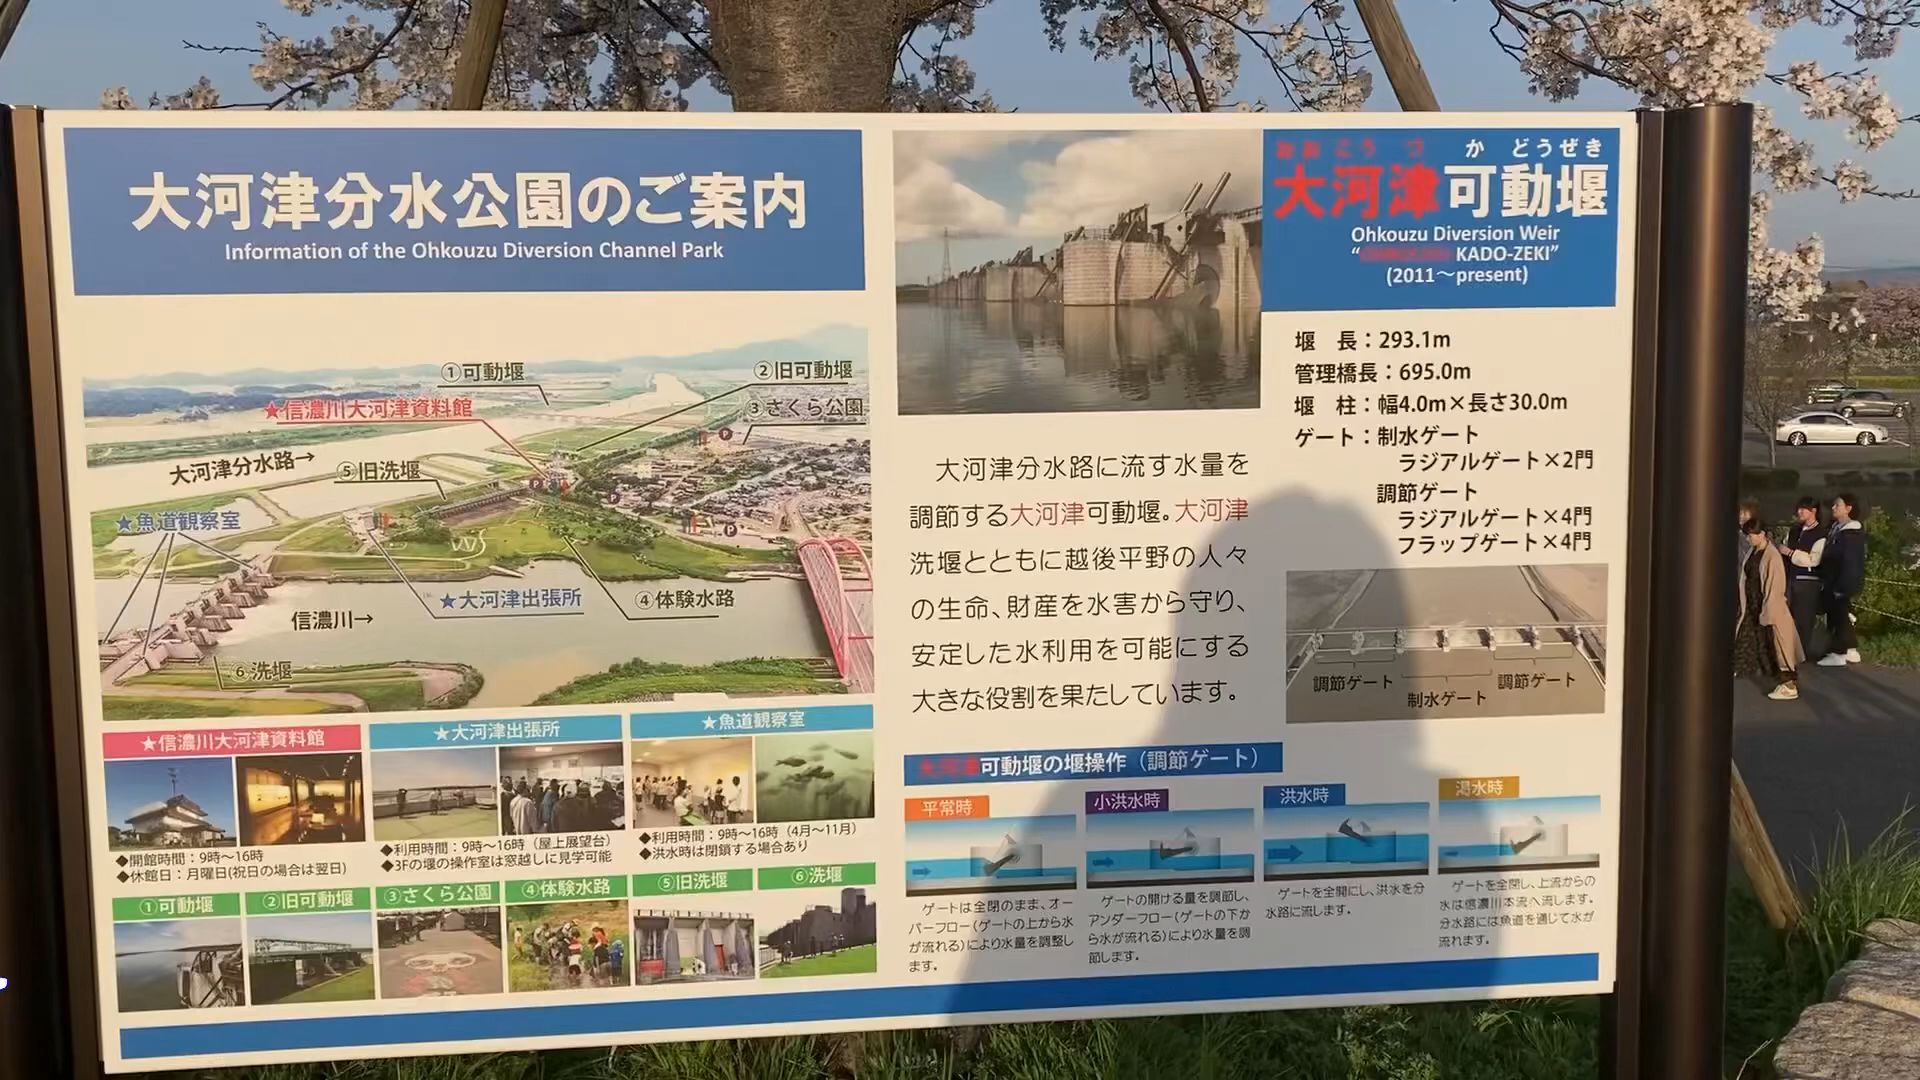 大河津分水公園のご案内
Information of the Ohkouzu Diversion Channel Park
①可動堰
②旧可動堰
★信濃川大河津資料館
③さくら公園
大河津分水路→
⑤旧洗堰
★魚道観察室
★大河津出張所
④体験水路
信濃川→
⑥洗堰
P
P
P
P
★信濃川大河津資料館
◆開館時間：9時〜16時
◆休館日：月曜日(祝日の場合は翌日)
★大河津出張所
◆利用時間：9時〜16時（屋上展望台）
◆3Fの堰の操作室は窓越しに見学可能
★魚道観察室
◆利用時間：9時〜16時（4月〜11月）
◆洪水時は閉鎖する場合あり
①可動堰
②旧可動堰
③さくら公園
④体験水路
⑤旧洗堰
⑥洗堰
おおこうづ かどうぜき
大河津可動堰
Ohkouzu Diversion Weir
“ KADO-ZEKI”
(2011〜present)
堰　長：293.1m
管理橋長：695.0m
堰　柱：幅4.0m×長さ30.0m
ゲート：制水ゲート
ラジアルゲート×2門
調節ゲート
ラジアルゲート×4門
フラップゲート×4門
大河津分水路に流す水量を
調節する大河津可動堰。大河津
洗堰とともに越後平野の人々
の生命、財産を水害から守り、
安定した水利用を可能にする
大きな役割を果たしています。
調節ゲート
制水ゲート
調節ゲート
大河津可動堰の堰操作（調節ゲート）
平常時
ゲートは全閉のまま、オー
バーフロー（ゲートの上から水
が流れる）により水量を調整し
ます。
小洪水時
ゲートの開ける量を調節し、
アンダーフロー（ゲートの下か
ら水が流れる）により水量を調
節します。
洪水時
ゲートを全開にし、洪水を分
水路に流します。
渇水時
ゲートを全閉し、上流からの
水は信濃川本流へ流します。
分水路には魚道を通じて水が
流れます。